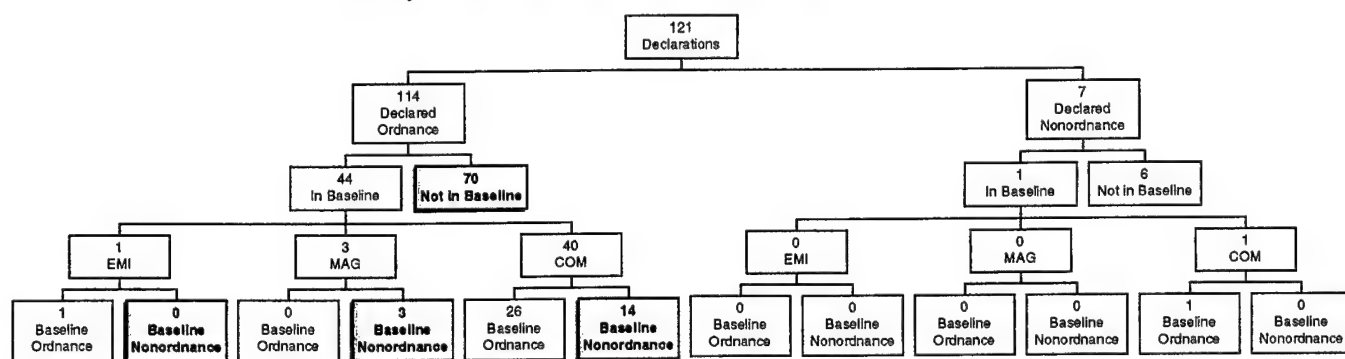 121
Declarations
114
Declared
Ordnance
7
Declared
Nonordnance
44
In Baseline
70
Not in Baseline
1
In Baseline
6
Not in Baseline
1
EMI
3
MAG
40
COM
0
EMI
0
MAG
1
COM
1
Baseline
Ordnance
0
Baseline
Nonordnance
0
Baseline
Ordnance
3
Baseline
Nonordnance
26
Baseline
Ordnance
14
Baseline
Nonordnance
0
Baseline
Ordnance
0
Baseline
Nonordnance
0
Baseline
Ordnance
0
Baseline
Nonordnance
1
Baseline
Ordnance
0
Baseline
Nonordnance